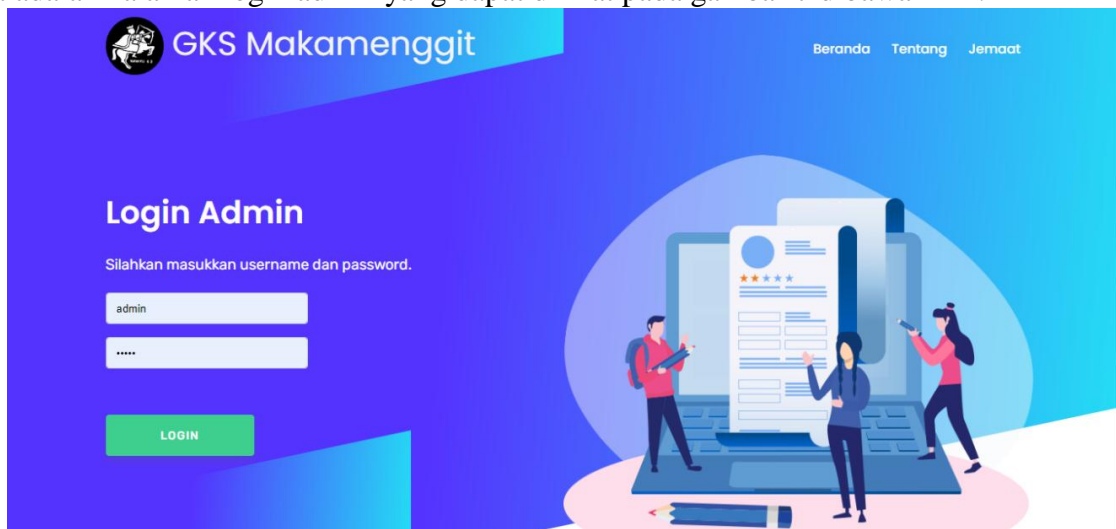 GKS Makamenggit
Beranda Tentang Jemaat
Login Admin
Silahkan masukkan username dan password.
admin
•••••
LOGIN